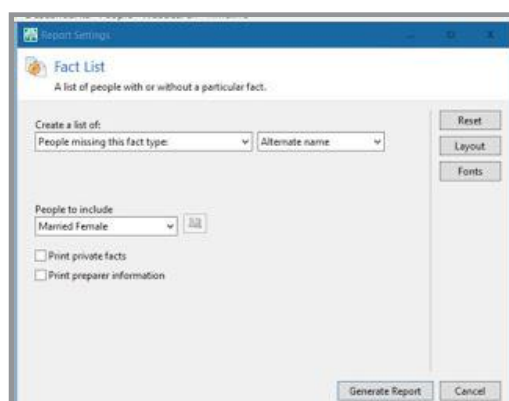 Report Settings
Fact List
A list of people with or without a particular fact.
Create a list of:
People missing this fact type: Alternate name
People to include
Married Female
Print private facts
Print preparer information
Reset
Layout
Fonts
Generate Report Cancel